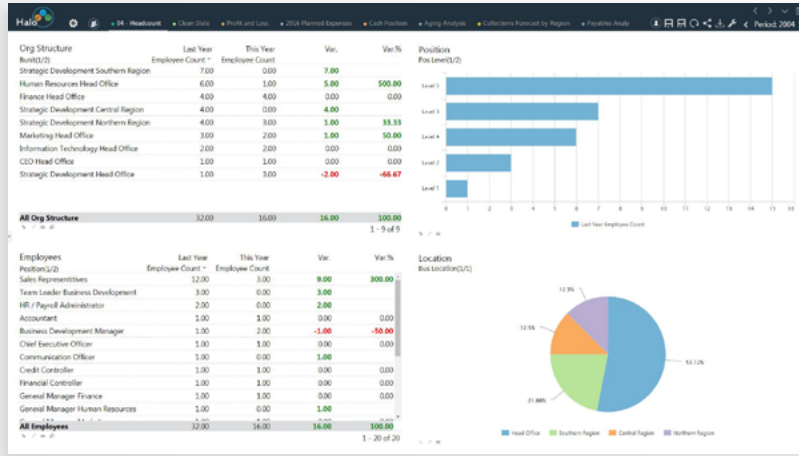 Halo 04 - Headcount Clean Slate Profit and Loss 2016 Planned Expenses Cash Position Aging Analysis Collections Forecast by Region Payables Analy Period: 2004
Org Structure Last Year This Year Var. Var.%
Bunit(1/2) Employee Count Employee Count
Strategic Development Southern Region 7.00 0.00 7.00
Human Resources Head Office 6.00 1.00 5.00 500.00
Finance Head Office 4.00 4.00 0.00 0.00
Strategic Development Central Region 4.00 0.00 4.00
Strategic Development Northern Region 4.00 3.00 1.00 33.33
Marketing Head Office 3.00 2.00 1.00 50.00
Information Technology Head Office 2.00 2.00 0.00 0.00
CEO Head Office 1.00 1.00 0.00 0.00
Strategic Development Head Office 1.00 3.00 -2.00 -66.67
All Org Structure 32.00 16.00 16.00 100.00
1 - 9 of 9
Position
Pos Level(1/2)
Level 5
Level 3
Level 4
Level 2
Level 1
0 1 2 3 4 5 6 7 8 9 10 11 12 13 14 15 16
Last Year Employee Count
Employees Last Year This Year Var. Var.%
Position(1/2) Employee Count Employee Count
Sales Representitives 12.00 3.00 9.00 300.00
Team Leader Business Development 3.00 0.00 3.00
HR / Payroll Administrator 2.00 0.00 2.00
Accountant 1.00 1.00 0.00 0.00
Business Development Manager 1.00 2.00 -1.00 -50.00
Chief Executive Officer 1.00 1.00 0.00 0.00
Communication Officer 1.00 0.00 1.00
Credit Controller 1.00 1.00 0.00 0.00
Financial Controller 1.00 1.00 0.00 0.00
General Manager Finance 1.00 1.00 0.00 0.00
General Manager Human Resources 1.00 0.00 1.00
All Employees 32.00 16.00 16.00 100.00
1 - 20 of 20
Location
Bus Location(1/1)
12.5%
12.5%
53.12%
21.88%
Head Office Southern Region Central Region Northern Region